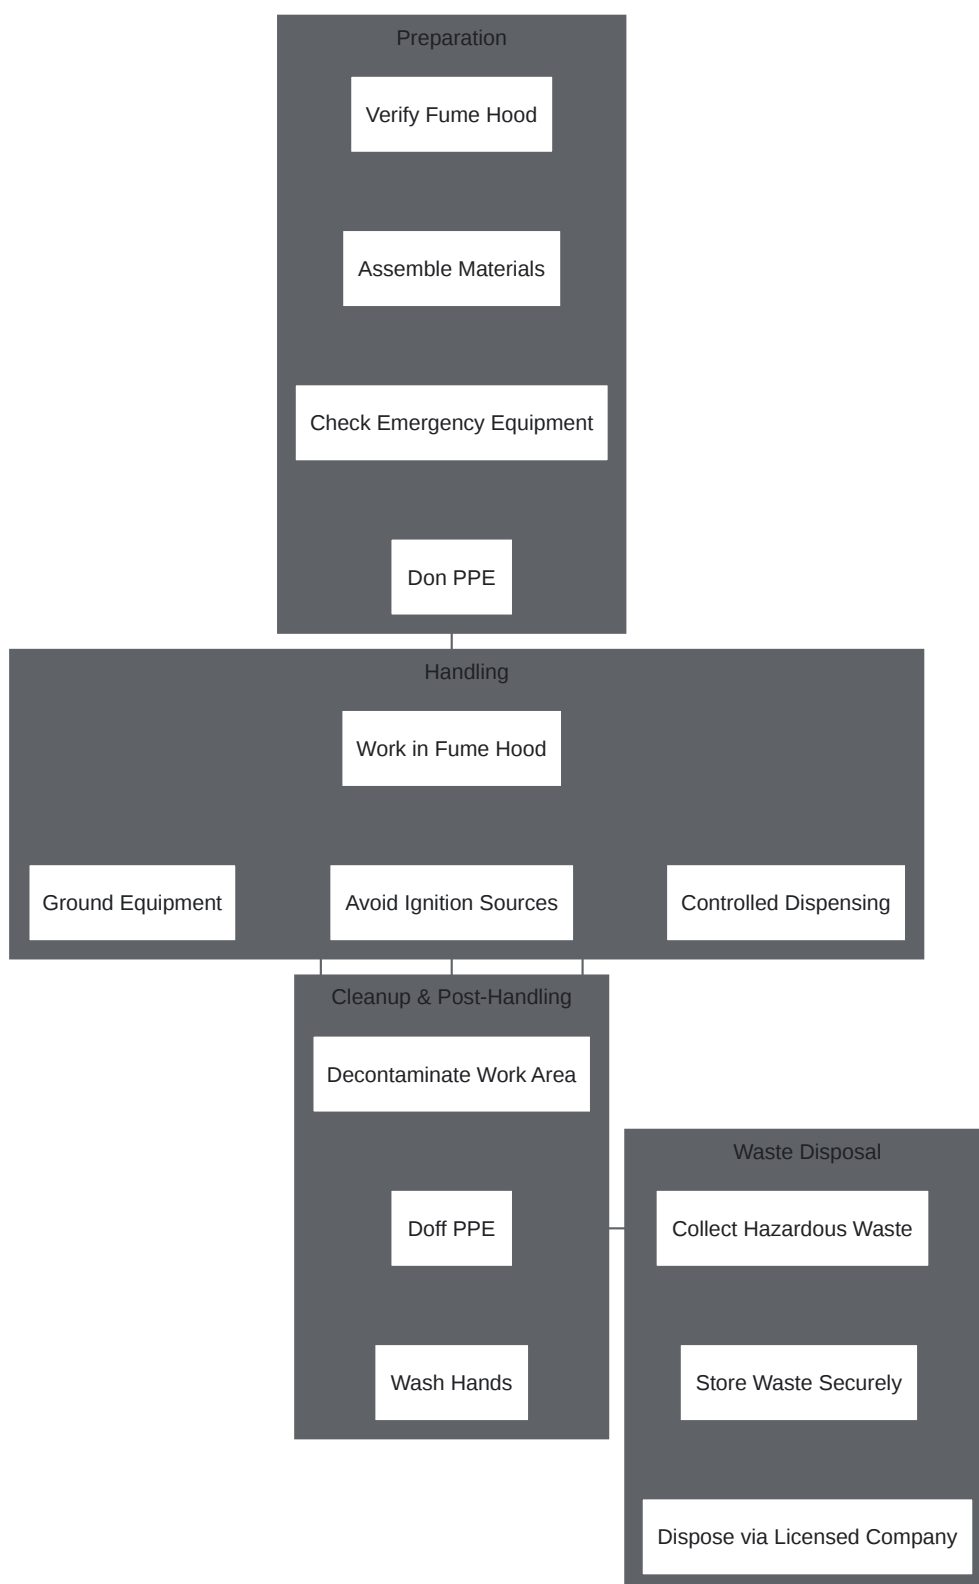 Preparation
Verify Fume Hood
Assemble Materials
Check Emergency Equipment
Don PPE
Handling
Work in Fume Hood
Ground Equipment
Avoid Ignition Sources
Controlled Dispensing
Cleanup & Post-Handling
Decontaminate Work Area
Doff PPE
Wash Hands
Waste Disposal
Collect Hazardous Waste
Store Waste Securely
Dispose via Licensed Company